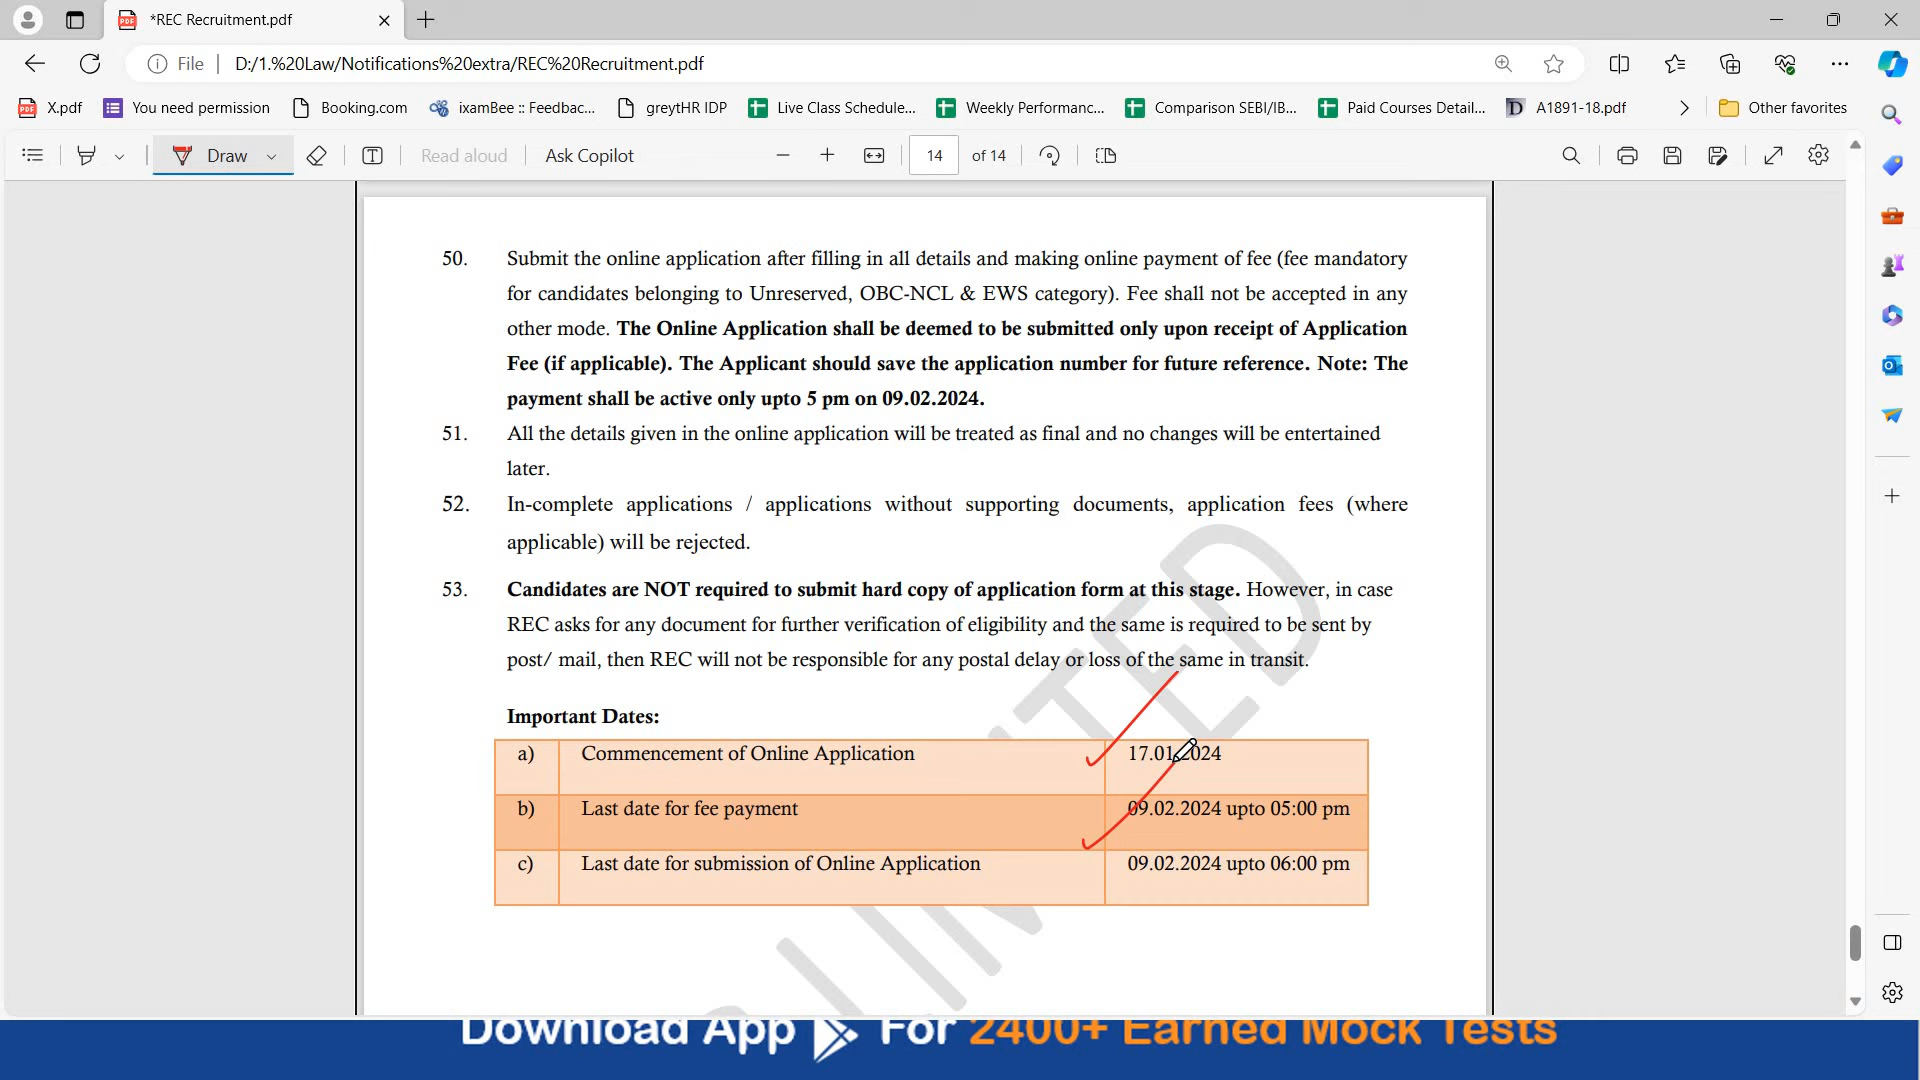 *REC Recruitment.pdf
File
D:/1.%20Law/Notifications%20extra/REC%20Recruitment.pdf
X.pdf
You need permission
Booking.com
ixamBee :: Feedbac...
greytHR IDP
Live Class Schedule...
Weekly Performanc...
Comparison SEBI/IB...
Paid Courses Detail...
A1891-18.pdf
Other favorites
Draw
Read aloud
Ask Copilot
14 of 14
50. Submit the online application after filling in all details and making online payment of fee (fee mandatory
for candidates belonging to Unreserved, OBC-NCL & EWS category). Fee shall not be accepted in any
other mode. The Online Application shall be deemed to be submitted only upon receipt of Application
Fee (if applicable). The Applicant should save the application number for future reference. Note: The
payment shall be active only upto 5 pm on 09.02.2024.
51. All the details given in the online application will be treated as final and no changes will be entertained
later.
52. In-complete applications / applications without supporting documents, application fees (where
applicable) will be rejected.
53. Candidates are NOT required to submit hard copy of application form at this stage. However, in case
REC asks for any document for further verification of eligibility and the same is required to be sent by
post/ mail, then REC will not be responsible for any postal delay or loss of the same in transit.
Important Dates:
a) Commencement of Online Application 17.01.2024
b) Last date for fee payment 09.02.2024 upto 05:00 pm
c) Last date for submission of Online Application 09.02.2024 upto 06:00 pm
LIMITED
Download App For 2400+ Earned Mock Tests